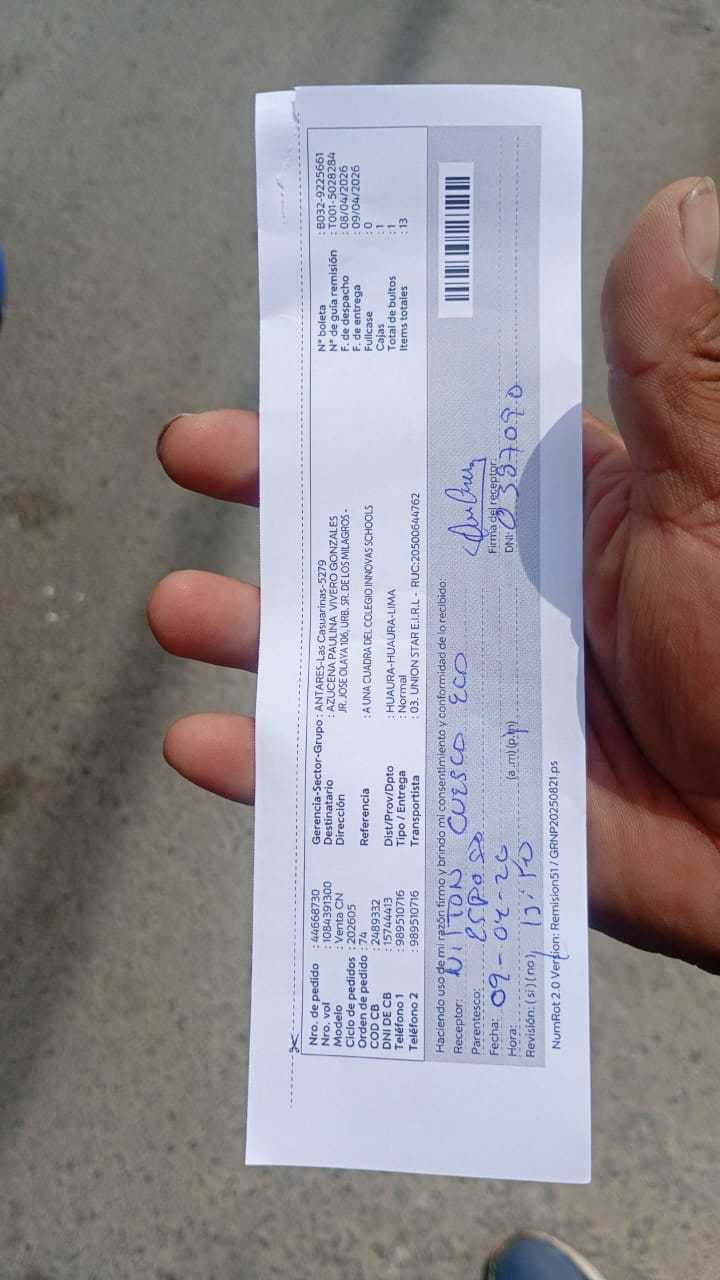 Nro. de pedido : 44668730
Nro. vol : 1084391300
Modelo : Venta CN
Ciclo de pedidos : 202605
Orden de pedido : 74
COD CB : 2489332
DNI DE CB : 15744413
Teléfono 1 : 989510716
Teléfono 2 : 989510716
Gerencia-Sector-Grupo : ANTARES-Las Casuarinas-5279
Destinatario : AZUCENA PAULINA VIVERO GONZALES
Dirección JR. JOSE OLAYA 106, URB. SR. DE LOS MILAGROS -
Referencia : A UNA CUADRA DEL COLEGIO INNOVAS SCHOOLS
Dist/Prov/Dpto : HUAURA-HUAURA-LIMA
Tipo / Entrega : Normal
Transportista : 03. UNION STAR E.I.R.L - RUC:20500644762
N° boleta : B032-9225661
N° de guía remisión : T001-5028284
F. de despacho : 08/04/2026
F. de entrega : 09/04/2026
Fullcase : 0
Cajas : 1
Total de bultos : 1
Items totales : 13
Haciendo uso de mi razón firmo y brindo mi consentimiento y conformidad de lo recibido:
Receptor: NILTON CUESCO ECO
Parentesco: ESPOSO
Fecha: 09-04-26
Hora: (a.m) (p.m)
Revisión: (si) (no)
Firma del receptor:
DNI:
NumRot 2.0 Version: Remision51 / GRNP20250821.ps